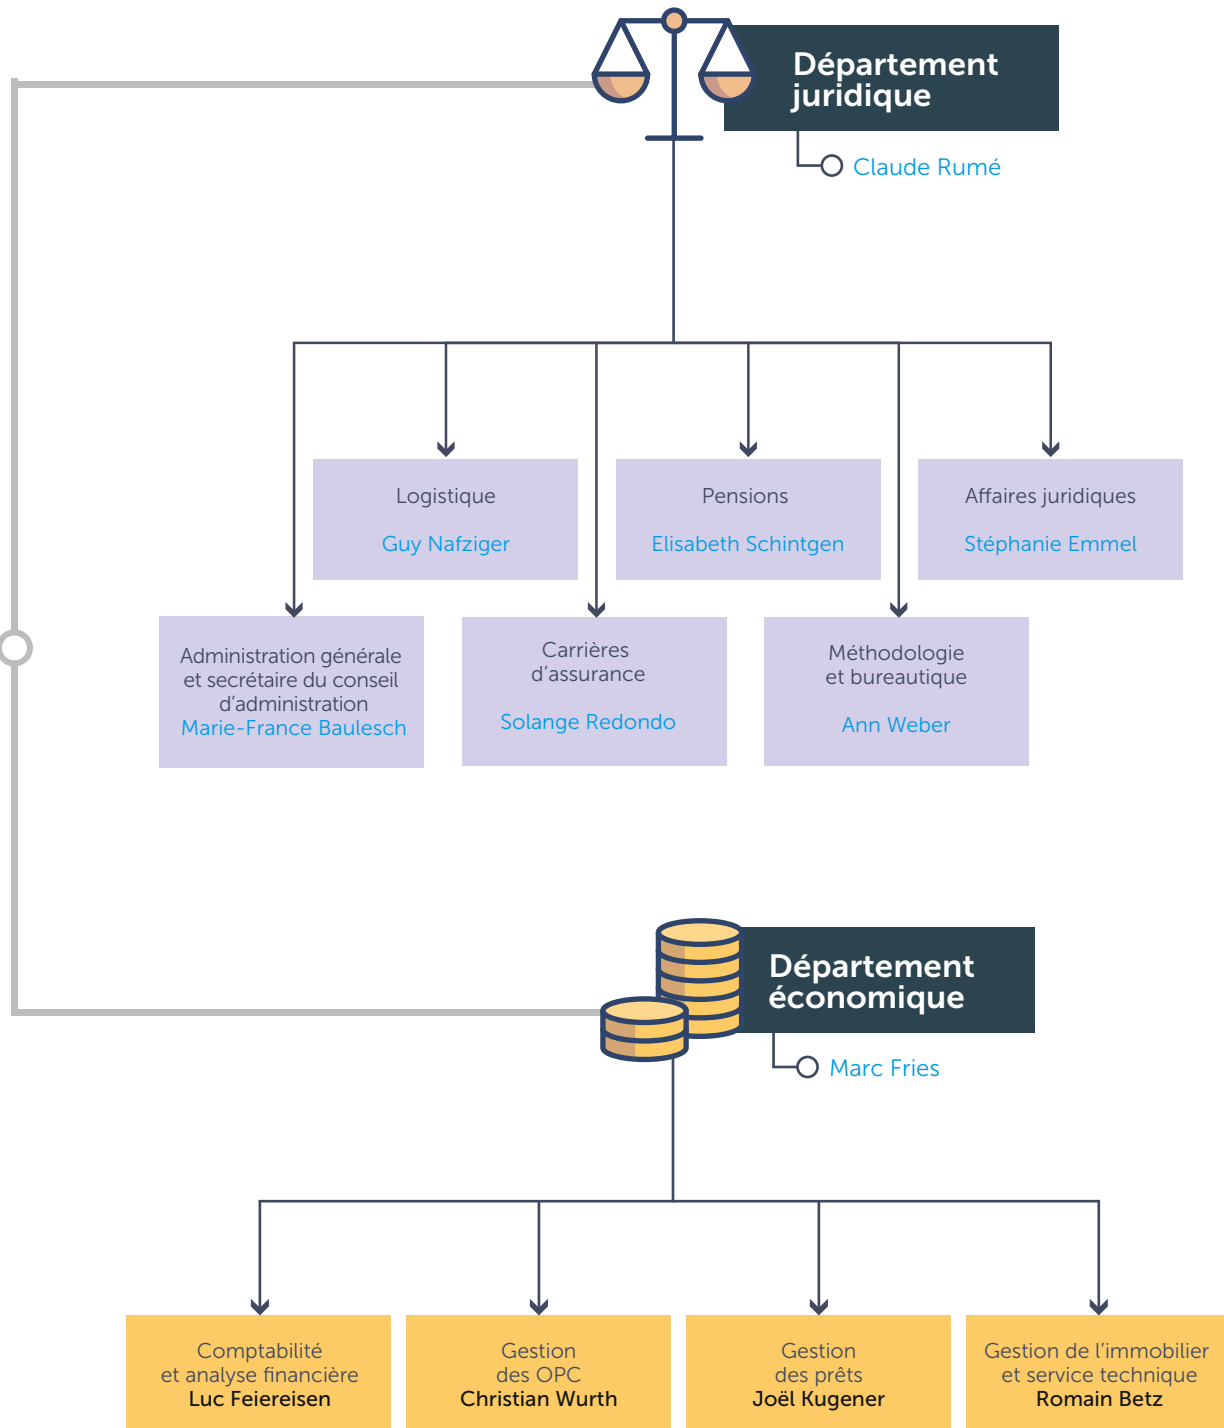 Département
juridique
Claude Rumé
Logistique
Guy Nafziger
Pensions
Elisabeth Schintgen
Affaires juridiques
Stéphanie Emmel
Administration générale
et secrétaire du conseil
d'administration
Marie-France Baulesch
Carrières
d'assurance
Solange Redondo
Méthodologie
et bureautique
Ann Weber
Département
économique
Marc Fries
Comptabilité
et analyse financière
Luc Feiereisen
Gestion
des OPC
Christian Wurth
Gestion
des prêts
Joël Kugener
Gestion de l'immobilier
et service technique
Romain Betz